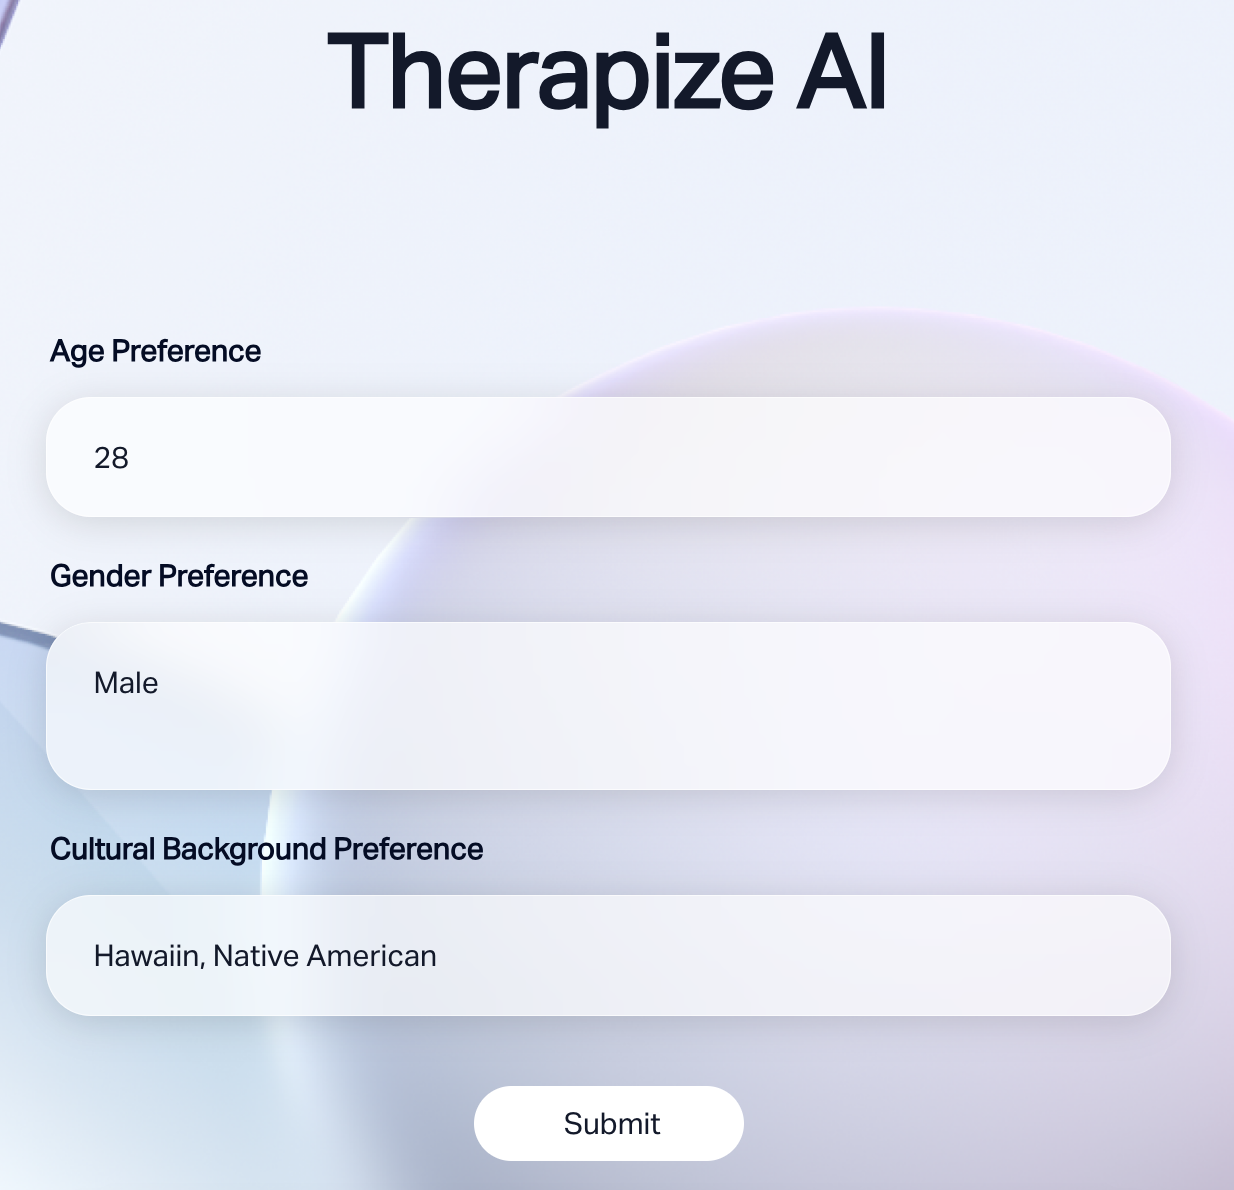 Therapize AI
Age Preference
28
Gender Preference
Male
Cultural Background Preference
Hawaiin, Native American
Submit